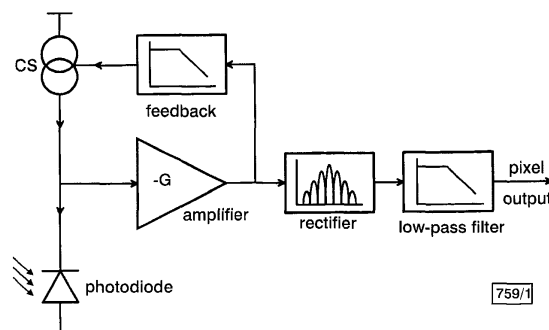 CS
feedback
-G
amplifier
rectifier
low-pass filter
pixel
output
photodiode
759/1